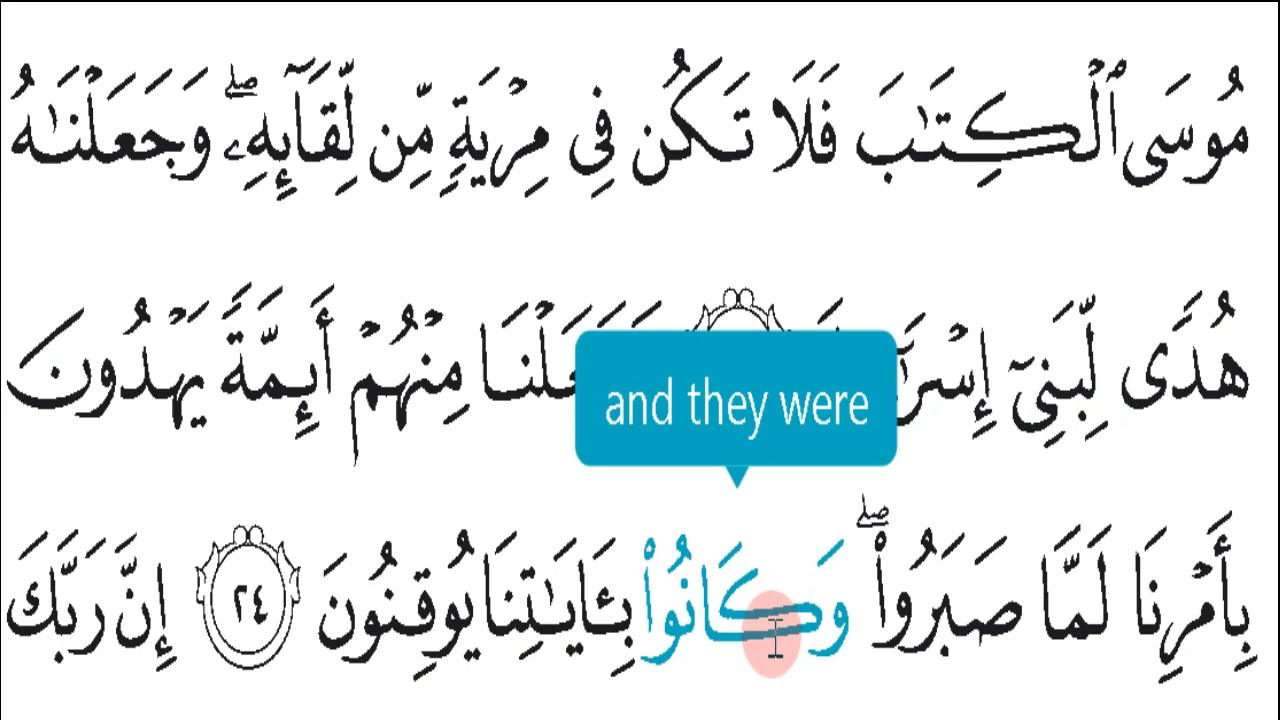 مُوسَى ٱلْكِتَـٰبَ فَلَا تَكُن فِى مِرْيَةٍ مِّن لِّقَآئِهِۦ ۖ وَجَعَلْنَـٰهُ
هُدًى لِّبَنِىٓ إِسْرَٰٓ
عَلْنَا مِنْهُمْ أَئِمَّةً يَهْدُونَ
and they were
بِأَمْرِنَا لَمَّا صَبَرُوا۟ ۖ وَكَانُوا۟ بِـَٔايَـٰتِنَا يُوقِنُونَ ٢٤ إِنَّ رَبَّكَ